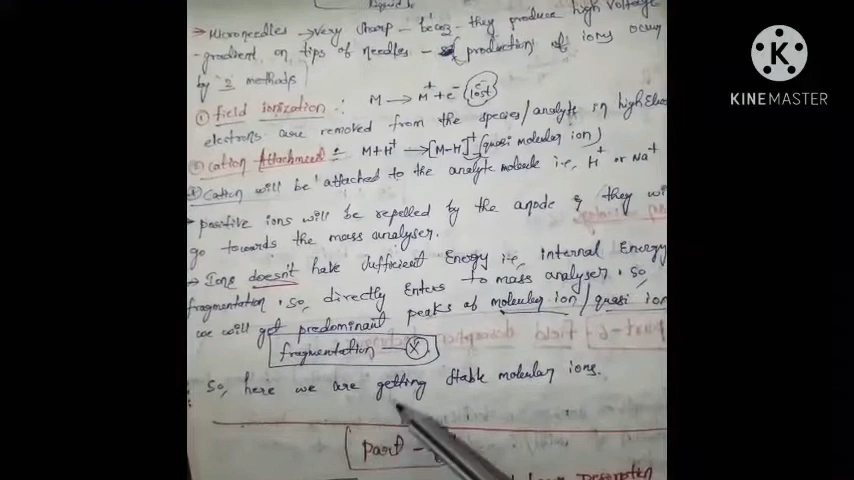 Liquid
→ Microneedles → very sharp - becoz - they produce high voltage
- gradient on tips of needles - production of ions occur
by 2 methods
① field ionization : M → M⁺ + e⁻ (e⁻ lost)
electrons are removed from the species/analyte in high Elec
② cation Attachment : M + H⁺ → [M-H]⁺ (quasi molecular ion)
cation will be attached to the analyte molecule i.e, H⁺ or Na⁺
positive ions will be repelled by the anode & they wi
go towards the mass analyser.
→ Ions doesn't have sufficient Energy i.e, internal Energy
fragmentation. So, directly Enters to mass analyser. so
we will get predominant peaks of molecular ion/quasi ion
fragmentation — X
So, here we are getting stable molecular ions.
part -
Desorption
K
KINEMASTER